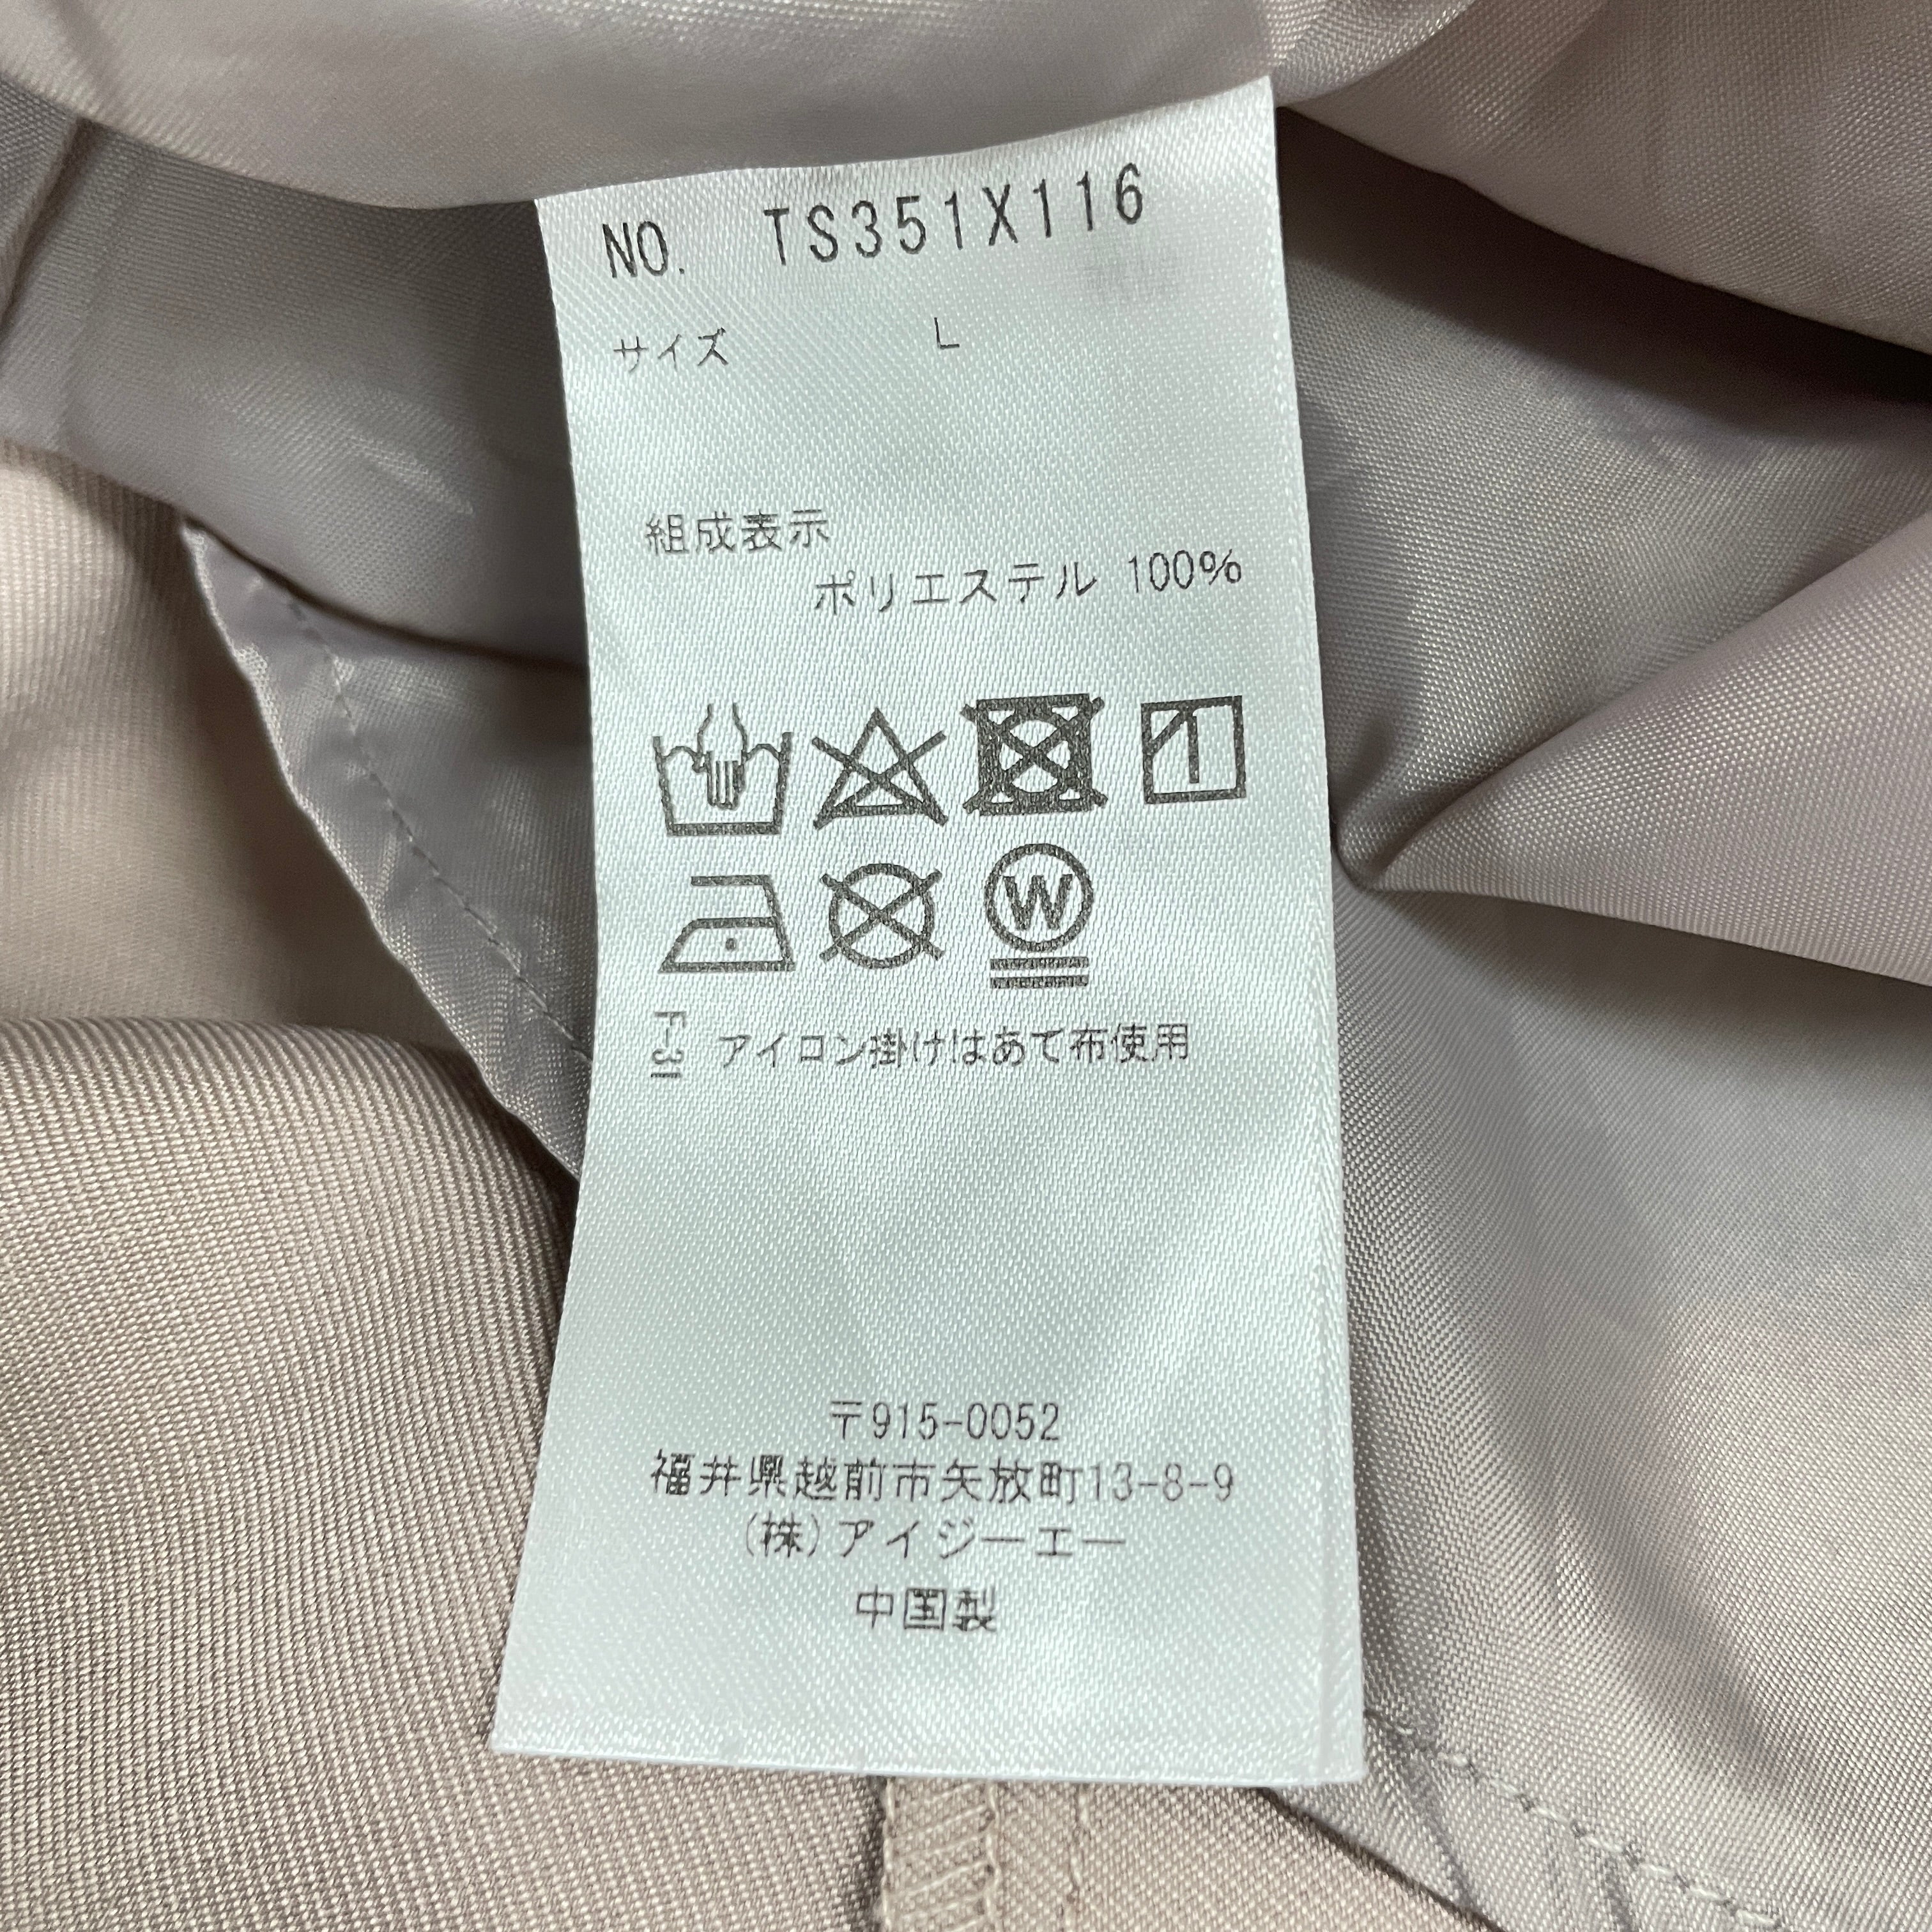 NO. TS351X116
サイズ L
組成表示
ポリエステル 100%
W
F-31 アイロン掛けはあて布使用
〒915-0052
福井県越前市矢放町13-8-9
(株)アイジーエー
中国製